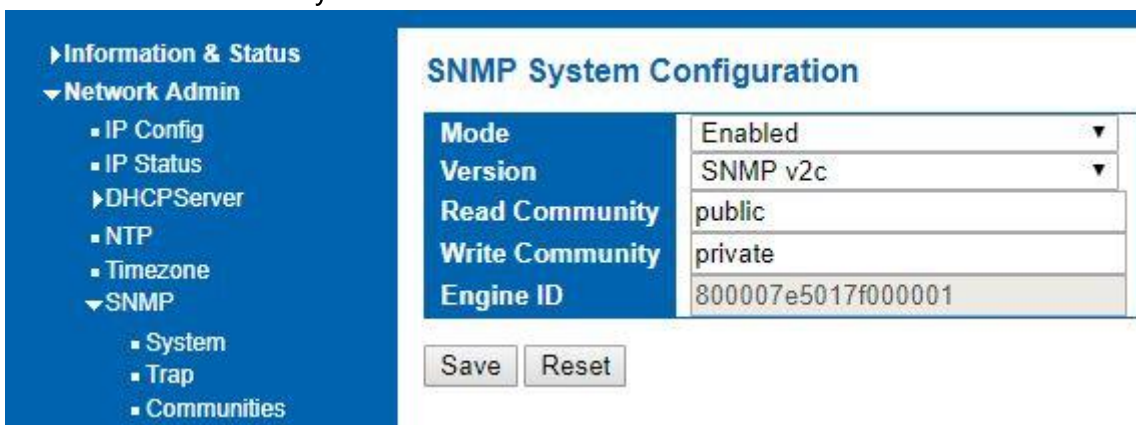 Information & Status
Network Admin
IP Config
IP Status
DHCPServer
NTP
Timezone
SNMP
System
Trap
Communities
SNMP System Configuration
Mode Enabled
Version SNMP v2c
Read Community public
Write Community private
Engine ID 800007e5017f000001
Save Reset